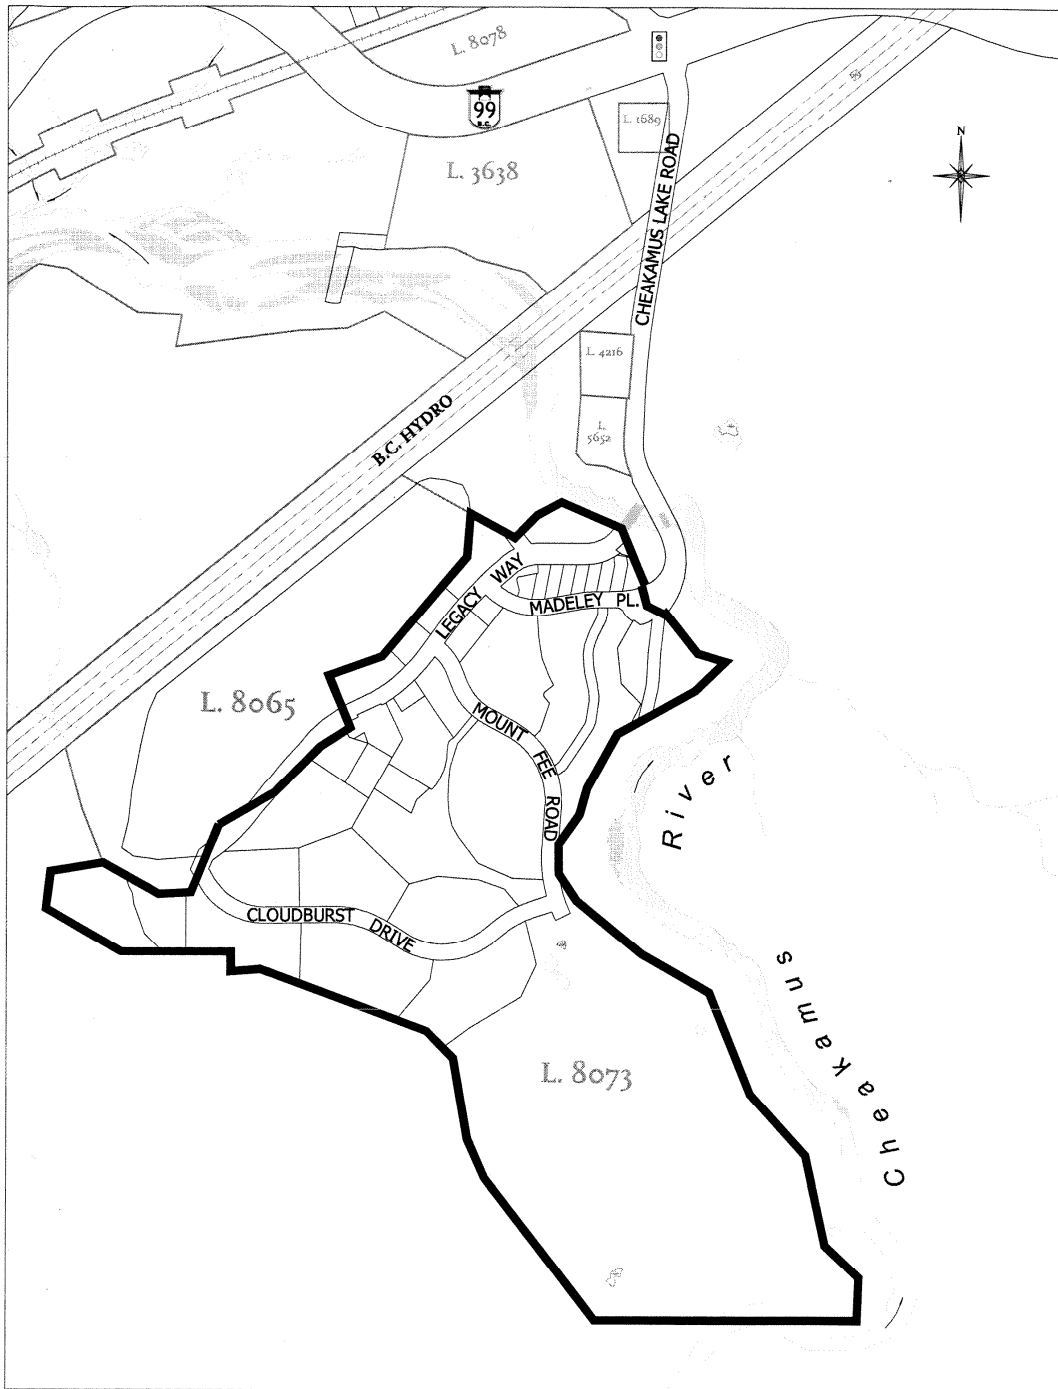 L. 8078
99
B.C.
L. 1689
N
L. 3638
CHEAKAMUS LAKE ROAD
L. 4216
B.C. HYDRO
L.
5652
LEGACY WAY
MADELEY PL.
L. 8065
MOUNT FEE ROAD
River
CLOUDBURST DRIVE
Cheakamus
L. 8073